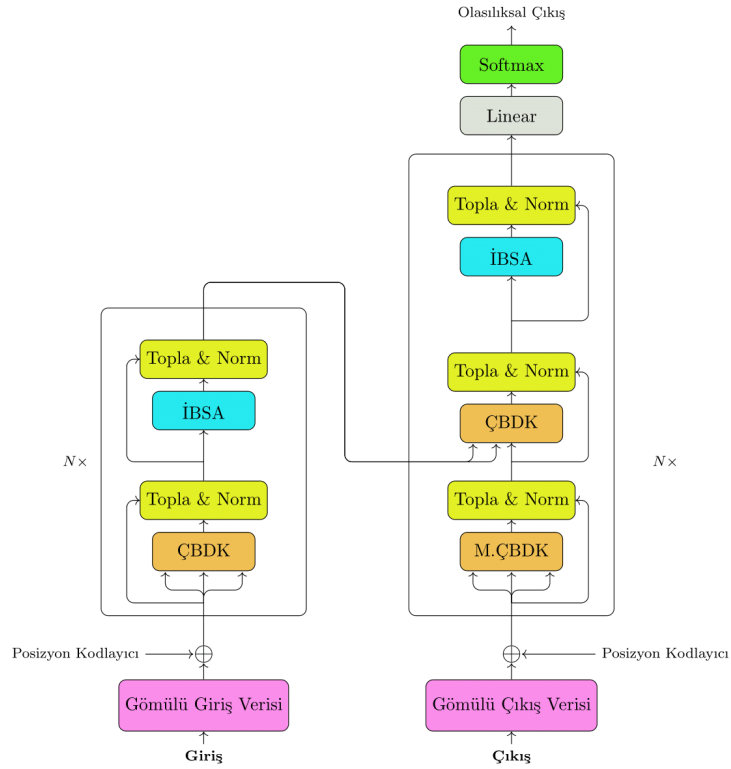 Olasılıksal Çıkış
Softmax
Linear
Topla & Norm
İBSA
Topla & Norm
Topla & Norm
İBSA
ÇBDK
N×
N×
Topla & Norm
Topla & Norm
ÇBDK
M.ÇBDK
Posizyon Kodlayıcı
Posizyon Kodlayıcı
Gömülü Giriş Verisi
Gömülü Çıkış Verisi
Giriş
Çıkış